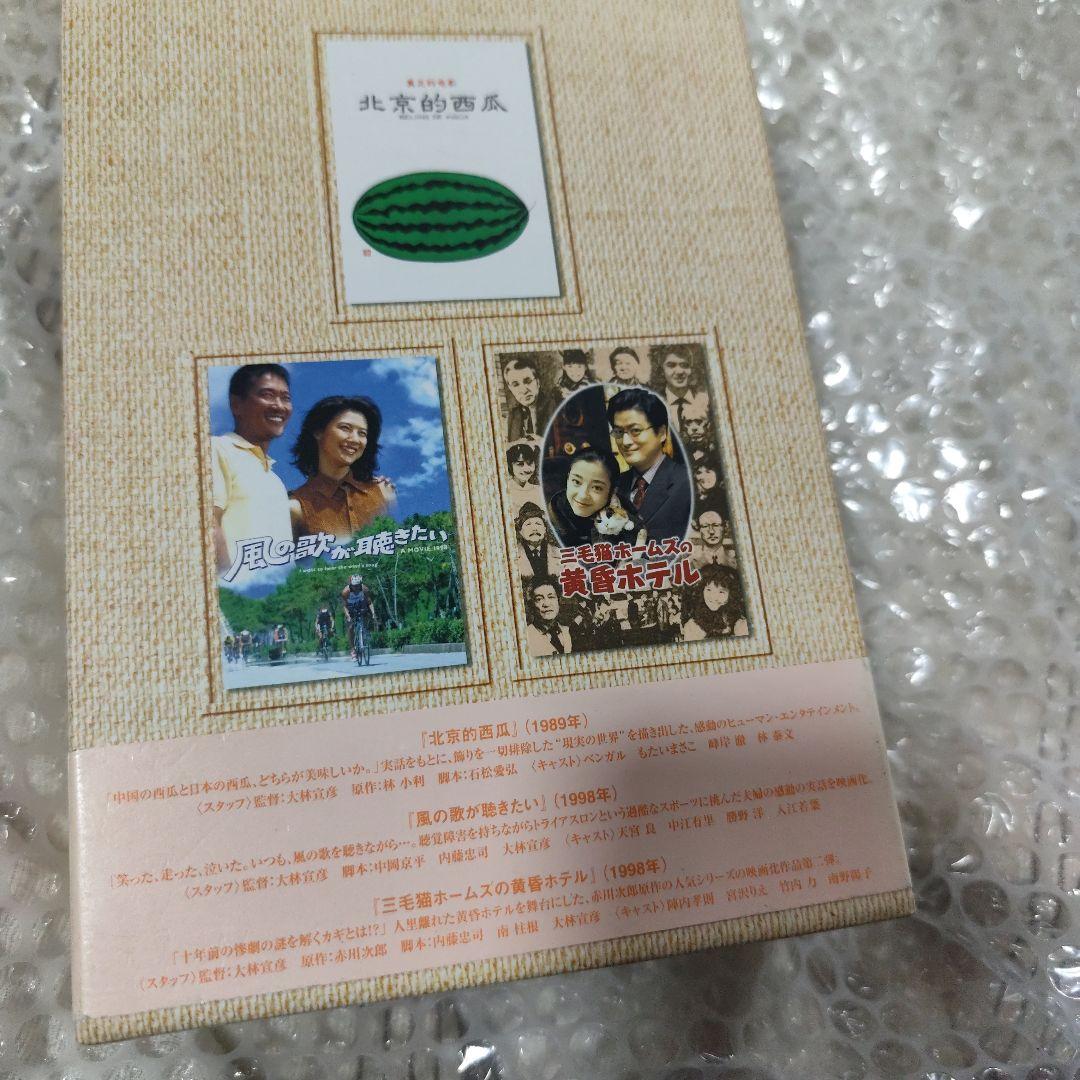 北京的西瓜
風の歌が聴きたい
A MOVIE 1998
I want to hear the wind's song
三毛猫ホームズの
黄昏ホテル
『北京的西瓜』(1989年)
「中国の西瓜と日本の西瓜、どちらが美味しいか。」実話をもとに、飾りを一切排除した“現実の世界”を描き出した、感動のヒューマン・エンタテインメント。
〈スタッフ〉監督：大林宣彦 原作：林 小利 脚本：石松愛弘 〈キャスト〉ベンガル もたいまさこ 峰岸 徹 林 泰文
『風の歌が聴きたい』(1998年)
「笑った、走った、泣いた。いつも、風の歌を聴きながら…。」聴覚障害を持ちながらトライアスロンという過酷なスポーツに挑んだ夫婦の感動の実話を映画化。
〈スタッフ〉監督：大林宣彦 脚本：中岡京平 内藤忠司 大林宣彦 〈キャスト〉天宮 良 中江有里 勝野 洋 入江若葉
『三毛猫ホームズの黄昏ホテル』(1998年)
「十年前の惨劇の謎を解くカギとは!?」人里離れた黄昏ホテルを舞台にした、赤川次郎原作の人気シリーズの映画化作品第二弾。
〈スタッフ〉監督：大林宣彦 原作：赤川次郎 脚本：内藤忠司 南 柱根 大林宣彦 〈キャスト〉陣内孝則 宮沢りえ 竹内 力 南野陽子